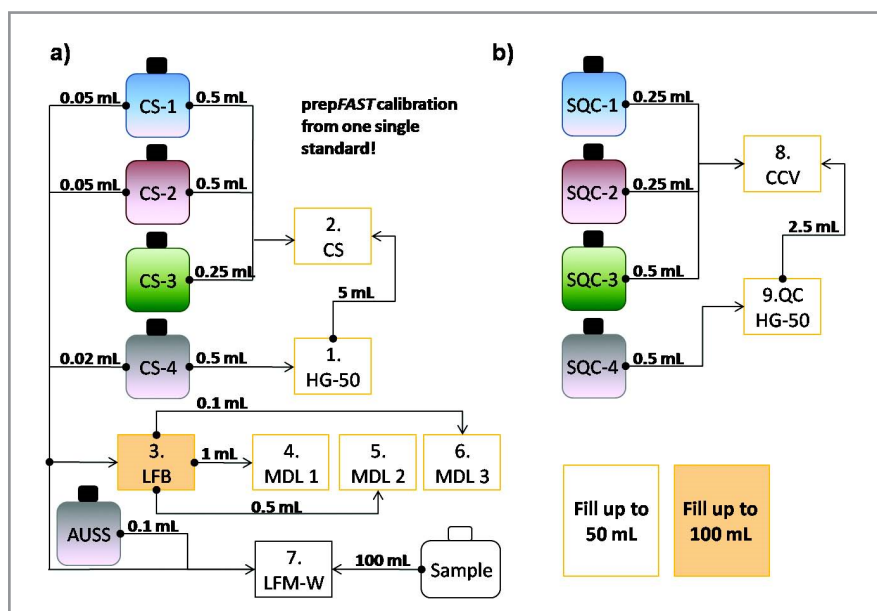 a)
b)
0.05 mL
CS-1
0.5 mL
prepFAST calibration
from one single
standard!
0.05 mL
CS-2
0.5 mL
CS-3
0.25 mL
2.
CS
5 mL
0.02 mL
CS-4
0.5 mL
1.
HG-50
0.1 mL
3.
LFB
1 mL
4.
MDL 1
5.
MDL 2
6.
MDL 3
0.5 mL
AUSS
0.1 mL
7.
LFM-W
100 mL
Sample
SQC-1
0.25 mL
8.
CCV
SQC-2
0.25 mL
2.5 mL
SQC-3
0.5 mL
9.QC
HG-50
SQC-4
0.5 mL
Fill up to
50 mL
Fill up to
100 mL